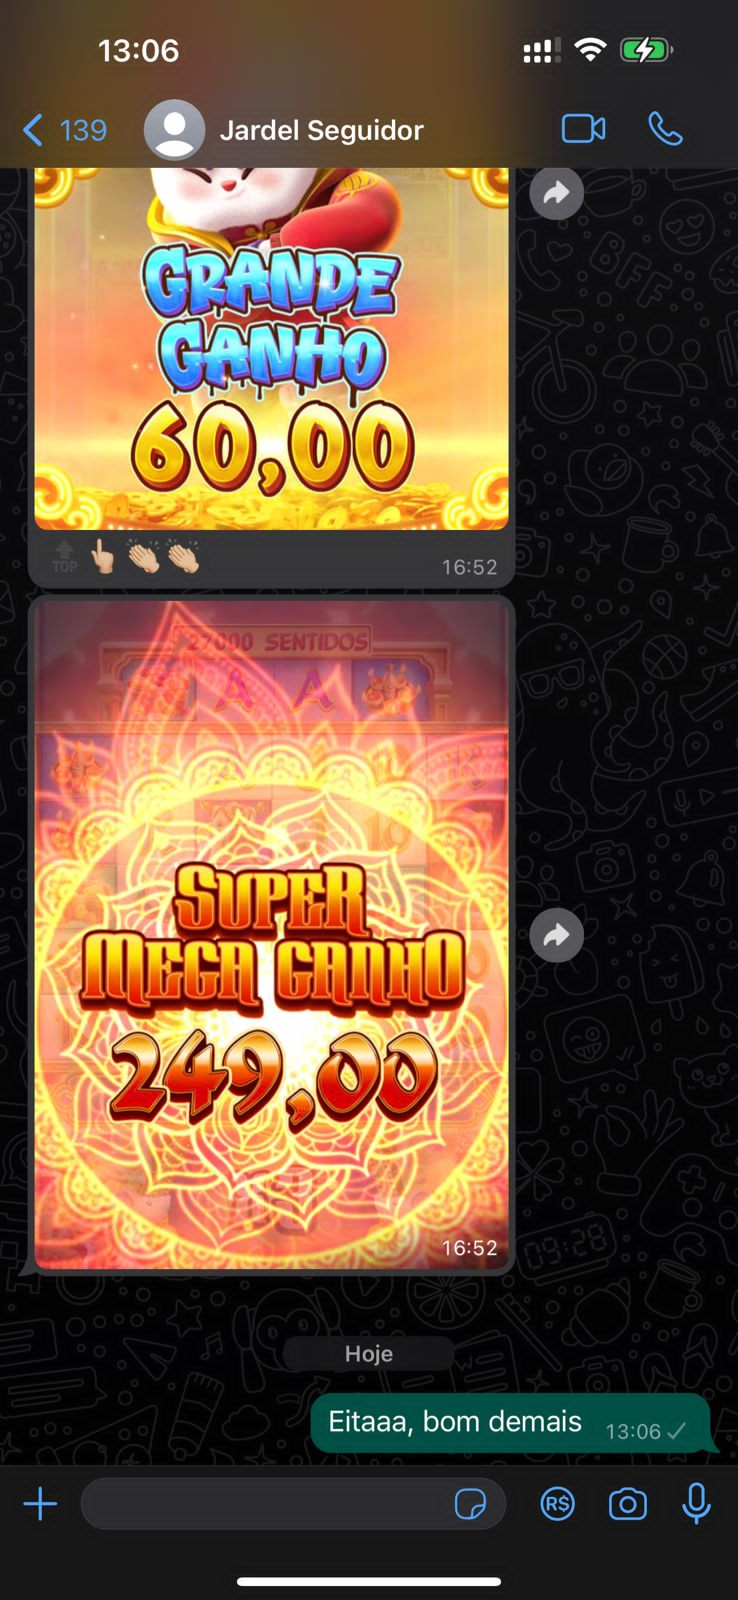 13:06
139
Jardel Seguidor
GRANDE
GANHO
60,00
TOP
16:52
27000 SENTIDOS
SUPER
MEGA GANHO
249,00
16:52
Hoje
Eitaaa, bom demais 13:06
R$